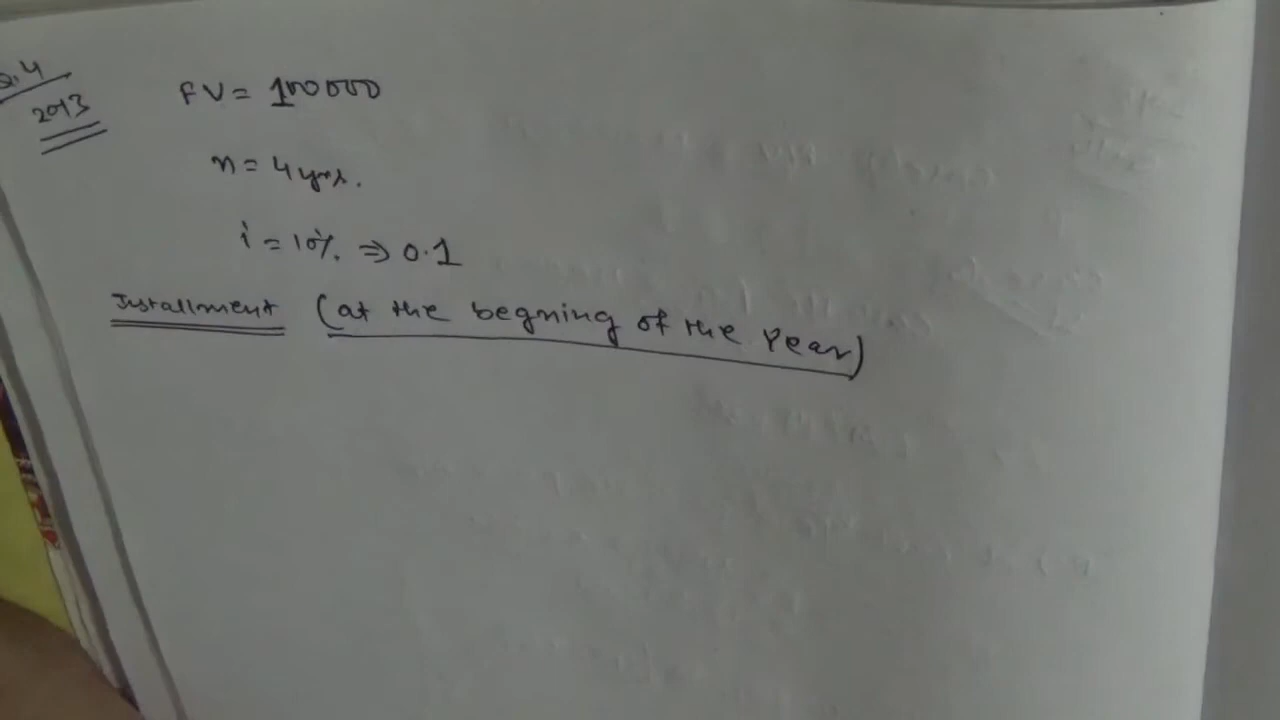 Q.4
2013
FV = 100000
n = 4 yrs.
i = 10% ⇒ 0.1
Installment (at the begning of the year)